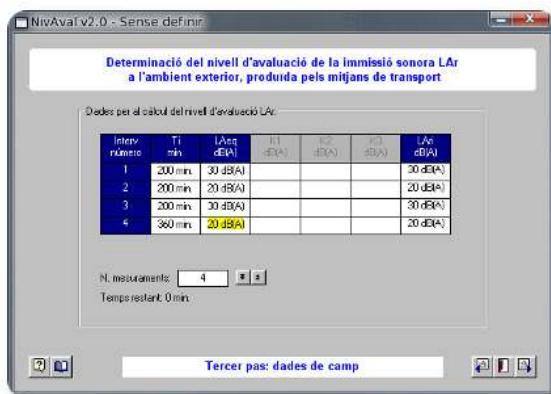 NivAval v2.0 - Sense definir
Determinació del nivell d'avaluació de la immissió sonora LAr
a l'ambient exterior, produïda pels mitjans de transport
Dades per al càlcul del nivell d'avaluació LAr:
Interv número Ti min LAeq dB(A) K1 dB(A) K2 dB(A) K3 dB(A) LAri dB(A)
1 200 min. 30 dB(A) 30 dB(A)
2 200 min. 20 dB(A) 20 dB(A)
3 200 min. 30 dB(A) 30 dB(A)
4 360 min. 20 dB(A) 20 dB(A)
N. mesuraments: 4
Temps restant: 0 min.
Tercer pas: dades de camp